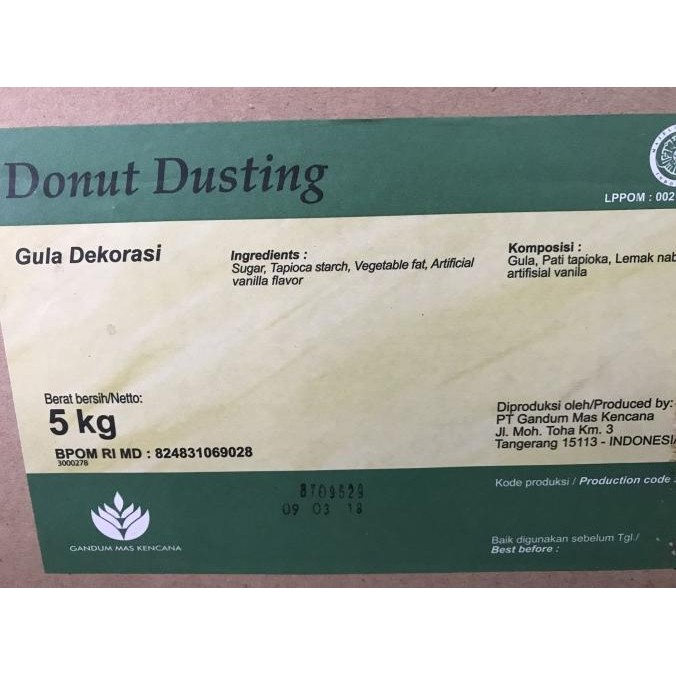 Donut Dusting
LPPOM : 002
Gula Dekorasi
Ingredients :
Sugar, Tapioca starch, Vegetable fat, Artificial
vanilla flavor
Komposisi :
Gula, Pati tapioka, Lemak nab
artifisial vanila
Berat bersih/Netto:
5 kg
BPOM RI MD : 824831069028
3000278
Diproduksi oleh/Produced by:
PT Gandum Mas Kencana
Jl. Moh. Toha Km. 3
Tangerang 15113 - INDONESIA
GANDUM MAS KENCANA
09 03 18
Kode produksi / Production code :
Baik digunakan sebelum Tgl./
Best before :